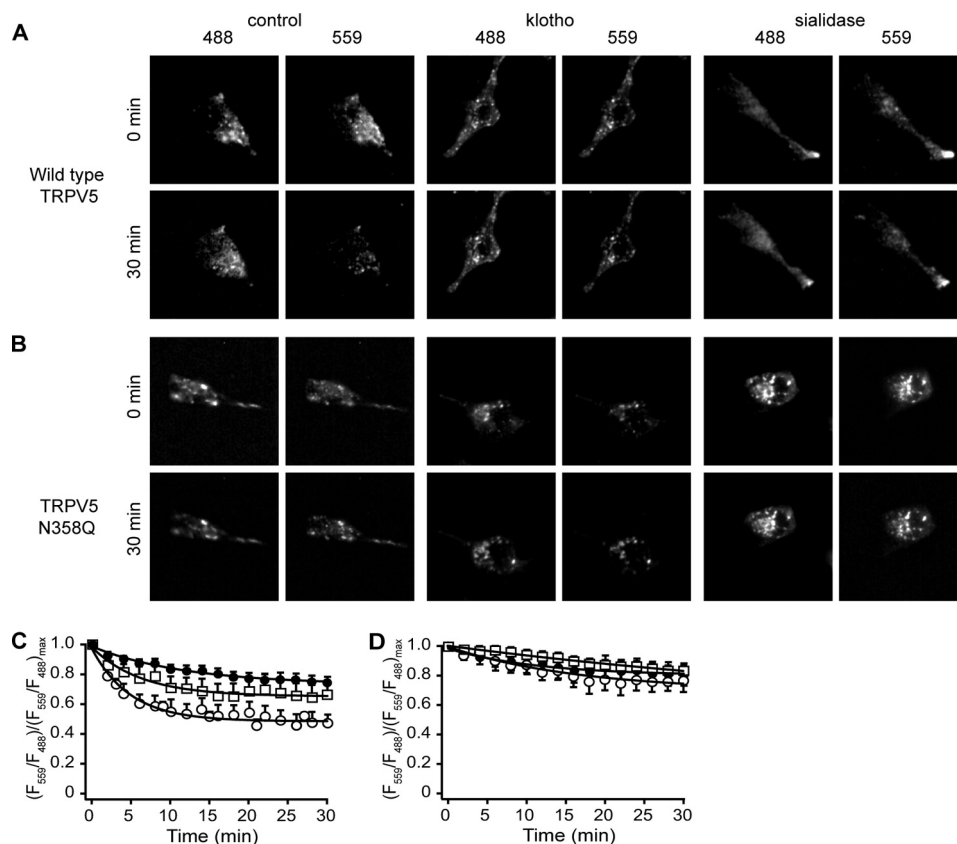 control klotho sialidase
A 488 559 488 559 488 559
0 min
Wild type
TRPV5
30 min
B
0 min
TRPV5
N358Q
30 min
C
(F559/F488)/(F559/F488)max
1.0
0.8
0.6
0.4
0.2
0
0 5 10 15 20 25 30
Time (min)
D
(F559/F488)/(F559/F488)max
1.0
0.8
0.6
0.4
0.2
0
0 5 10 15 20 25 30
Time (min)